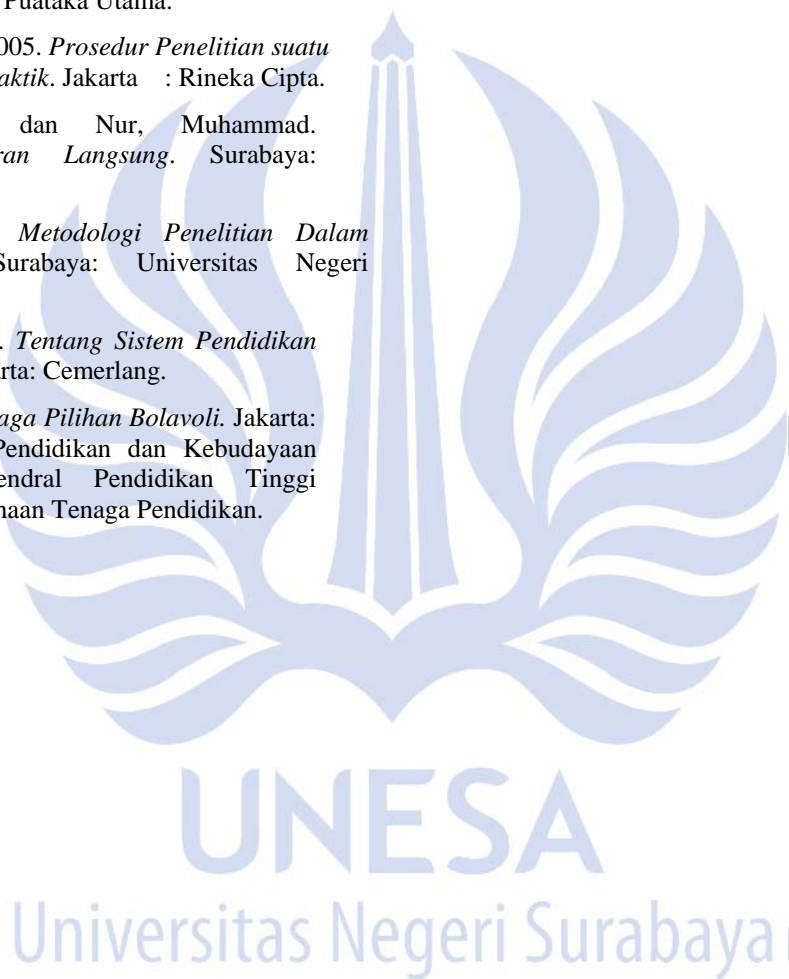 Puataka Utama.
005. Prosedur Penelitian suatu
aktik. Jakarta : Rineka Cipta.
dan Nur, Muhammad.
ran Langsung. Surabaya:
Metodologi Penelitian Dalam
Surabaya: Universitas Negeri
. Tentang Sistem Pendidikan
arta: Cemerlang.
aga Pilihan Bolavoli. Jakarta:
Pendidikan dan Kebudayaan
endral Pendidikan Tinggi
naan Tenaga Pendidikan.
UNESA
Universitas Negeri Surabaya